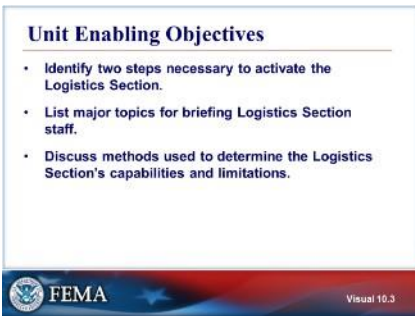 Unit Enabling Objectives
• Identify two steps necessary to activate the
Logistics Section.
• List major topics for briefing Logistics Section
staff.
• Discuss methods used to determine the Logistics
Section's capabilities and limitations.
FEMA
Visual 10.3